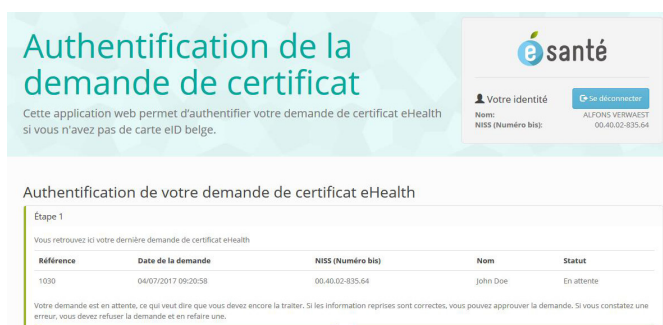 Authentification de la
demande de certificat
Cette application web permet d'authentifier votre demande de certificat eHealth
si vous n'avez pas de carte eID belge.
ésanté
Votre identité
Se déconnecter
Nom: ALFONS VERWAEST
NISS (Numéro bis): 00.40.02-835.64
Authentification de votre demande de certificat eHealth
Étape 1
Vous retrouvez ici votre dernière demande de certificat eHealth
Référence Date de la demande NISS (Numéro bis) Nom Statut
1030 04/07/2017 09:20:58 00.40.02-835.64 John Doe En attente
Votre demande est en attente, ce qui veut dire que vous devez encore la traiter. Si les information reprises sont correctes, vous pouvez approuver la demande. Si vous constatez une
erreur, vous devez refuser la demande et en refaire une.